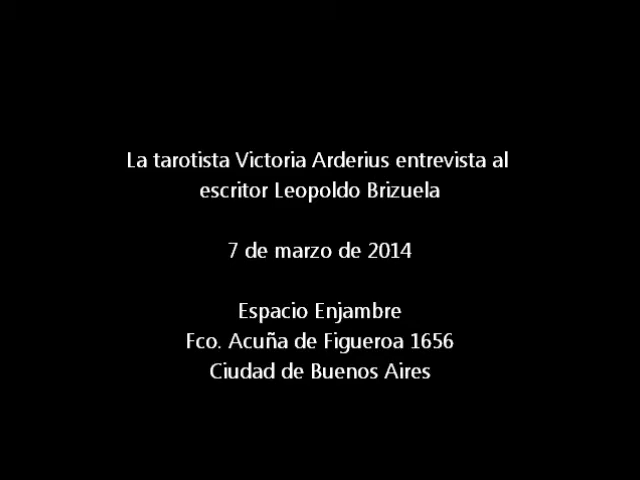 La tarotista Victoria Arderius entrevista al
escritor Leopoldo Brizuela
7 de marzo de 2014
Espacio Enjambre
Fco. Acuña de Figueroa 1656
Ciudad de Buenos Aires